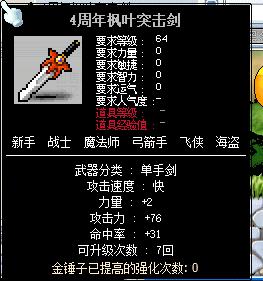 4周年枫叶突击剑
要求等级： 64
要求力量： 0
要求敏捷： 0
要求智力： 0
要求运气： 0
要求人气度： -
道具等级： -
道具经验值： -
新手 战士 魔法师 弓箭手 飞侠 海盗
武器分类 : 单手剑
攻击速度 : 快
力量 : +2
攻击力 : +76
命中率 : +31
可升级次数 : 7回
金锤子已提高的强化次数: 0